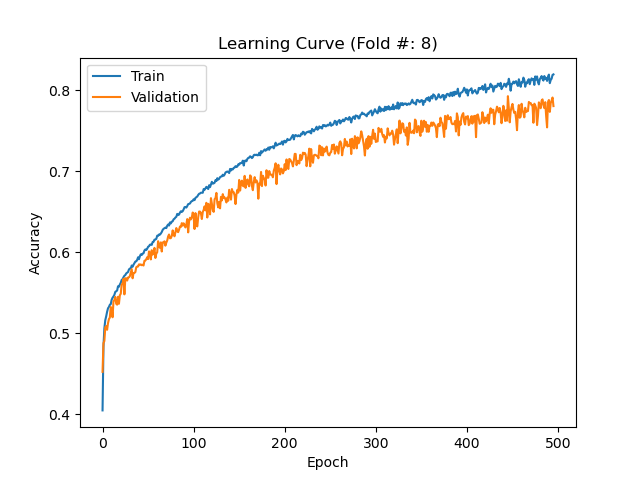 Learning Curve (Fold #: 8)
Train
Validation
0.8
0.7
0.6
0.5
0.4
Accuracy
0 100 200 300 400 500
Epoch